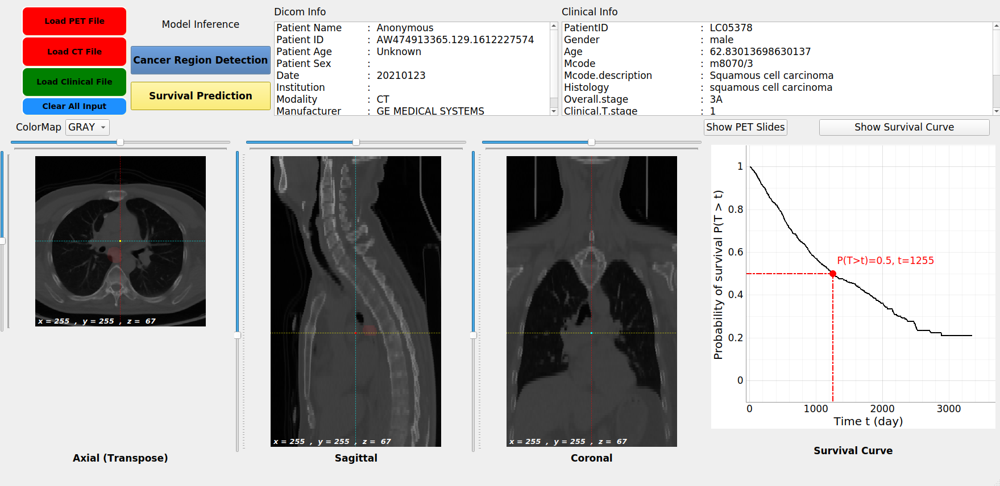 Load PET File
Load CT File
Load Clinical File
Clear All Input
Model Inference
Cancer Region Detection
Survival Prediction
Dicom Info
Patient Name : Anonymous
Patient ID : AW474913365.129.1612227574
Patient Age : Unknown
Patient Sex :
Date : 20210123
Institution :
Modality : CT
Manufacturer : GE MEDICAL SYSTEMS
Clinical Info
PatientID : LC05378
Gender : male
Age : 62.83013698630137
Mcode : m8070/3
Mcode.description : Squamous cell carcinoma
Histology : squamous cell carcinoma
Overall.stage : 3A
Clinical.T.stage : 1
ColorMap GRAY
Show PET Slides
Show Survival Curve
x = 255 , y = 255 , z = 67
Axial (Transpose)
x = 255 , y = 255 , z = 67
Sagittal
x = 255 , y = 255 , z = 67
Coronal
Probability of survival P(T > t)
1
0.8
0.6
0.4
0.2
0
P(T>t)=0.5, t=1255
0 1000 2000 3000
Time t (day)
Survival Curve